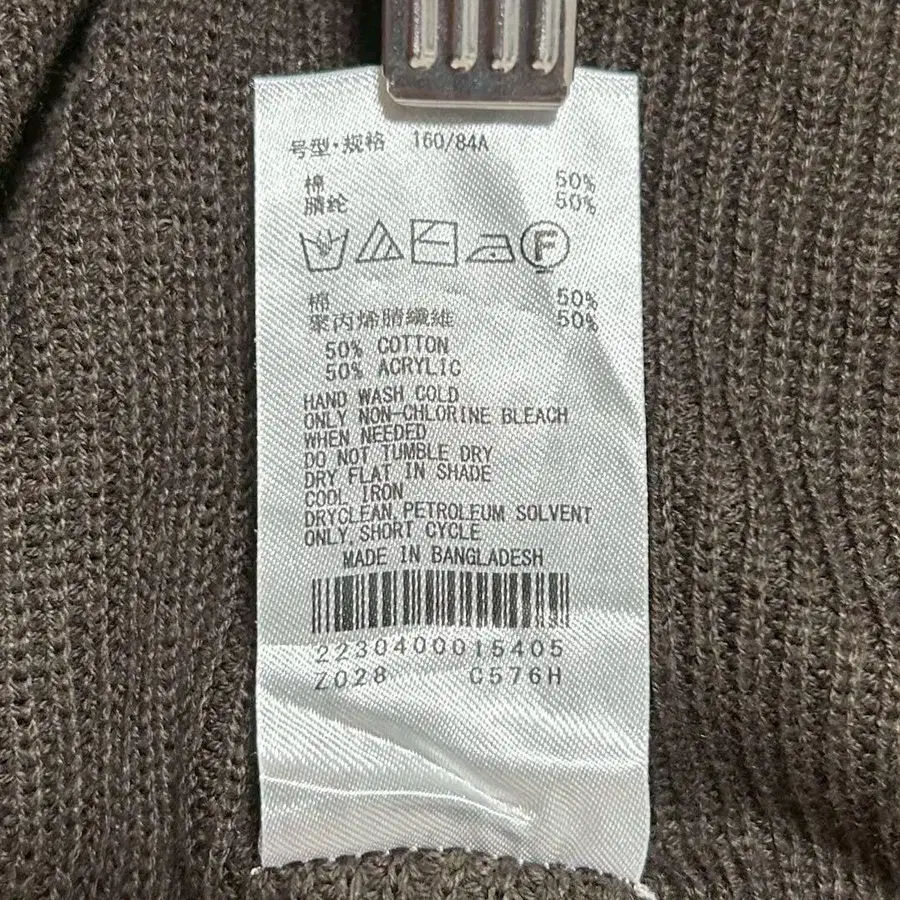 号型·规格 160/84A
棉 50%
腈纶 50%
F
棉 50%
聚丙烯腈纖維 50%
50% COTTON
50% ACRYLIC
HAND WASH COLD
ONLY NON-CHLORINE BLEACH
WHEN NEEDED
DO NOT TUMBLE DRY
DRY FLAT IN SHADE
COOL IRON
DRYCLEAN,PETROLEUM SOLVENT
ONLY,SHORT CYCLE
MADE IN BANGLADESH
2230400015405
Z028 C576H